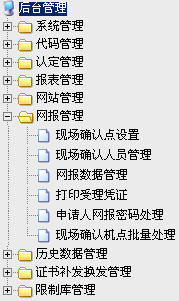 后台管理
系统管理
代码管理
认定管理
报表管理
网站管理
网报管理
现场确认点设置
现场确认人员管理
网报数据管理
打印受理凭证
申请人网报密码处理
现场确认机点批量处理
历史数据管理
证书补发换发管理
限制库管理